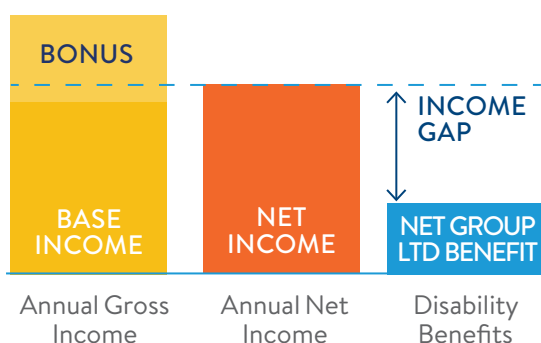 BONUS
BASE
INCOME
NET
INCOME
INCOME
GAP
NET GROUP
LTD BENEFIT
Annual Gross
Income
Annual Net
Income
Disability
Benefits